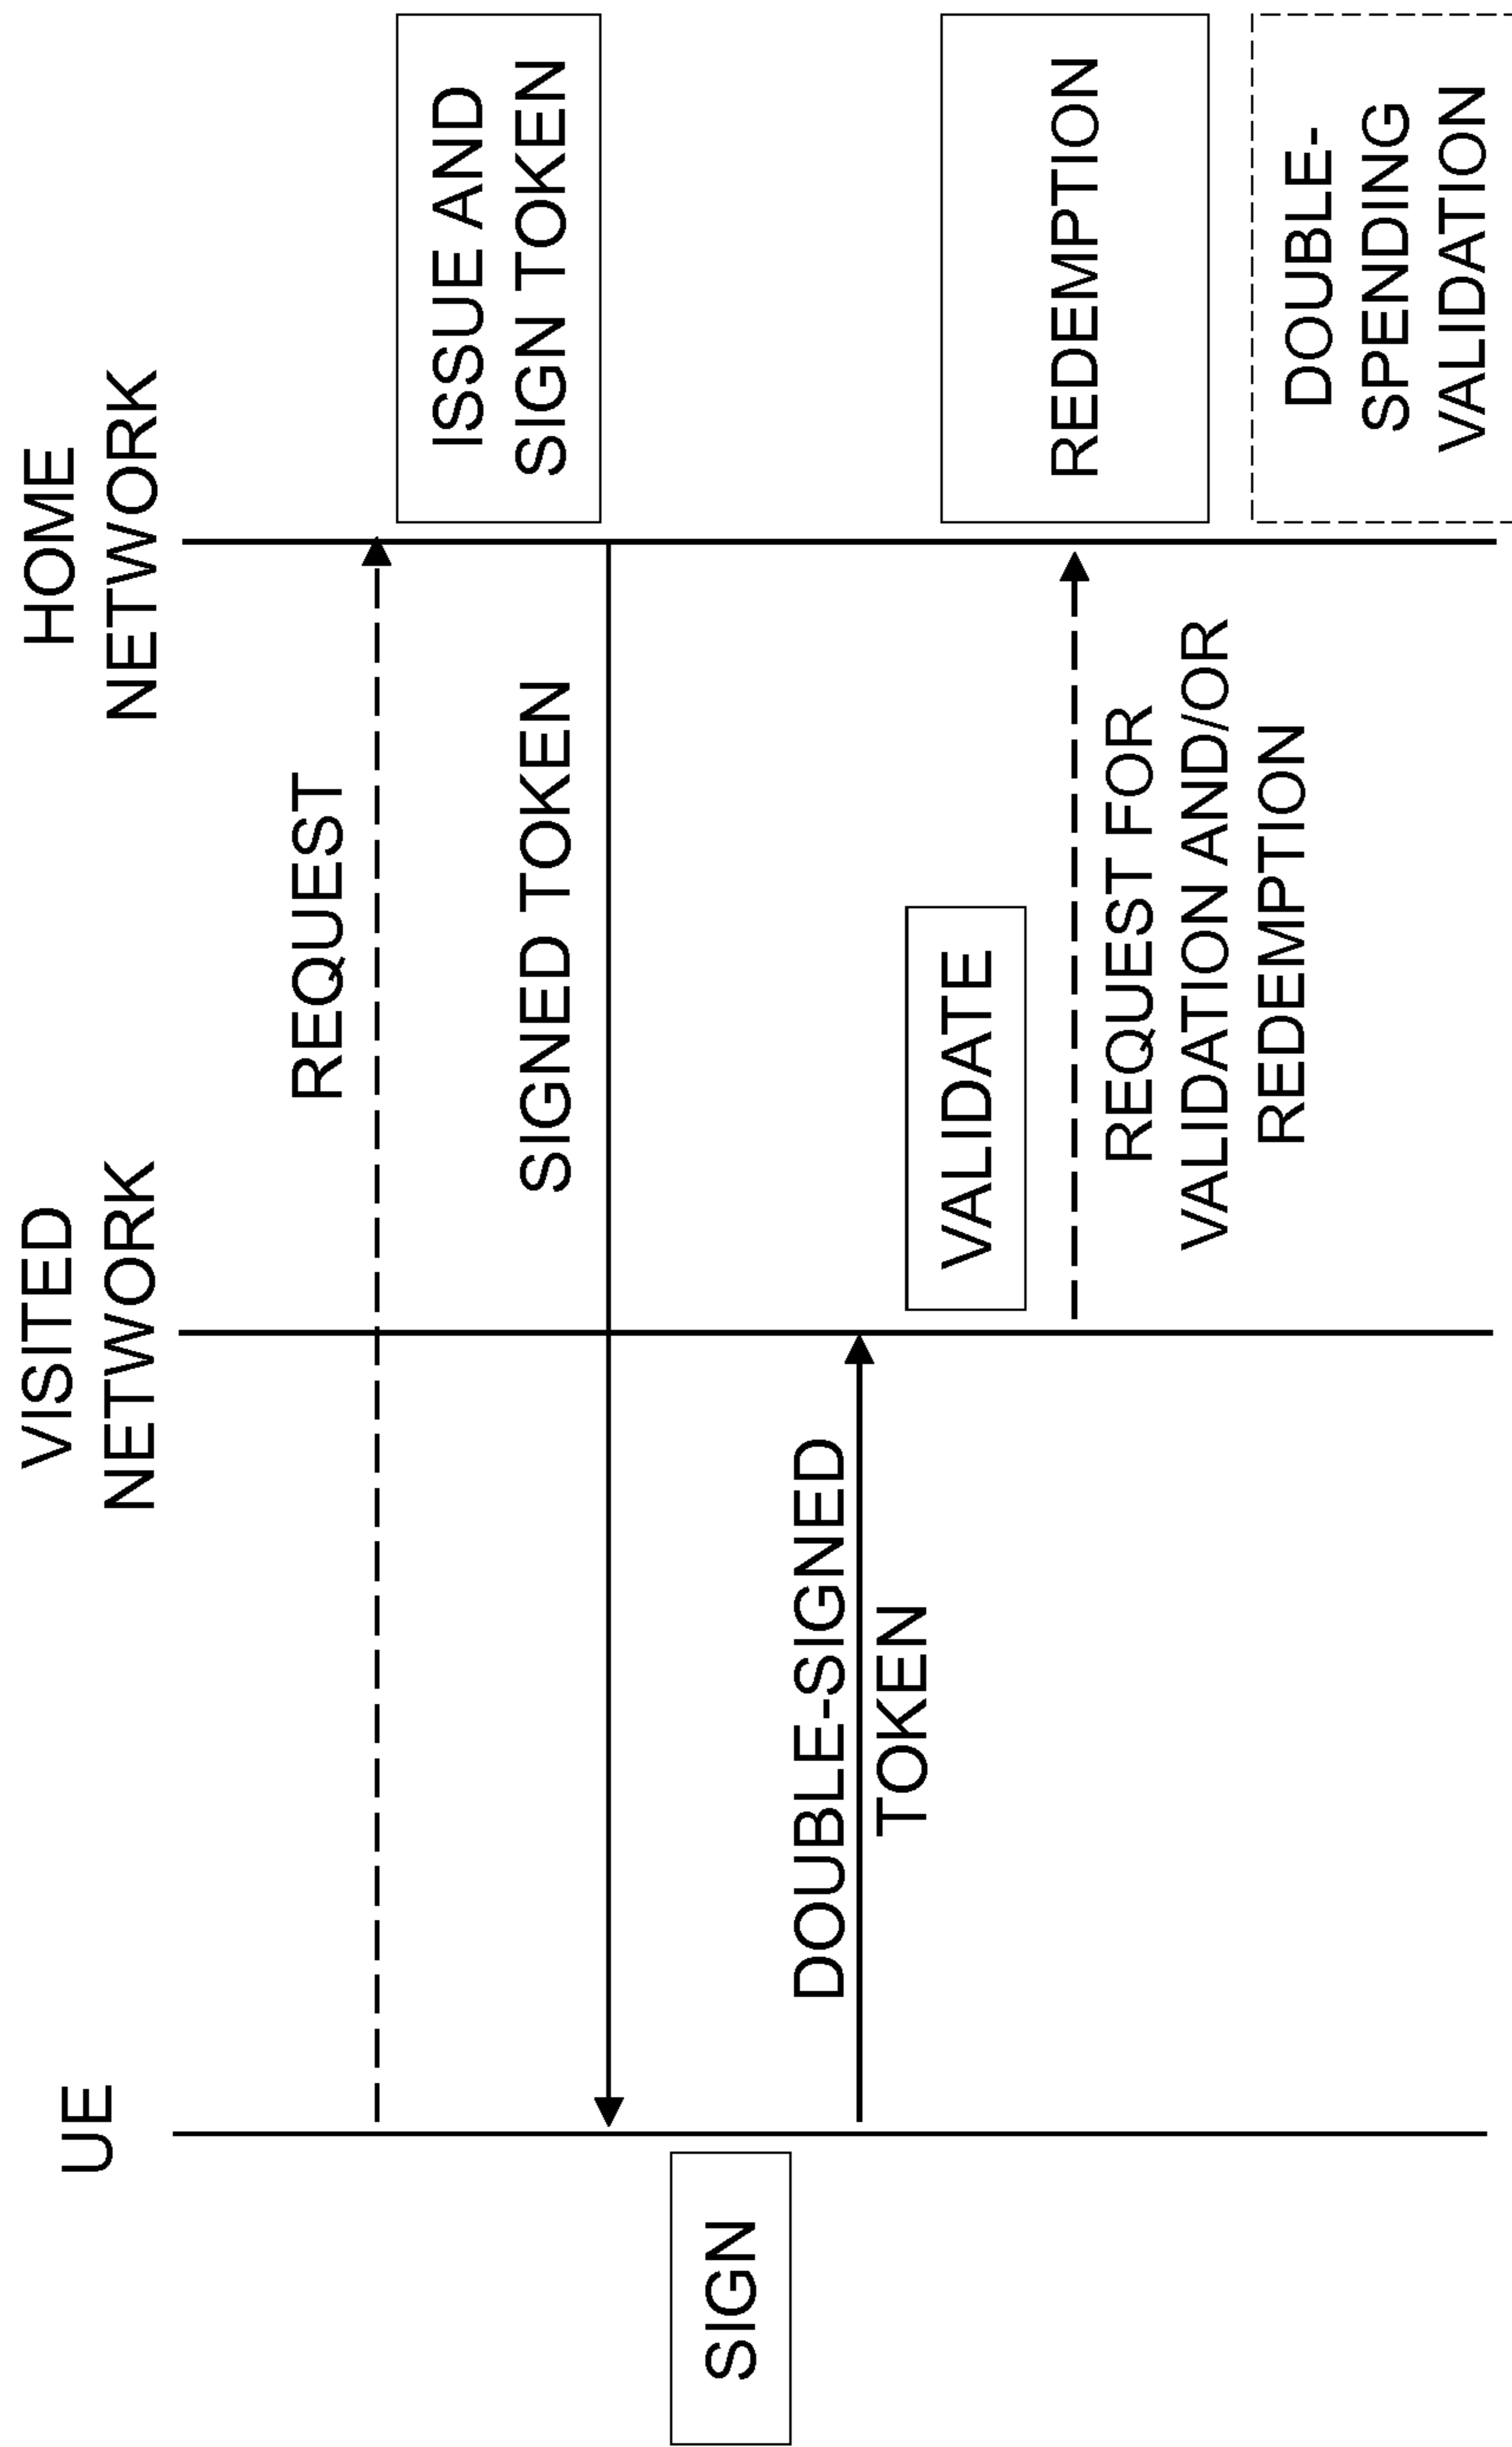 UE
VISITED
NETWORK
HOME
NETWORK
REQUEST
ISSUE AND
SIGN TOKEN
SIGNED TOKEN
SIGN
DOUBLE-SIGNED
TOKEN
VALIDATE
REDEMPTION
REQUEST FOR
VALIDATION AND/OR
REDEMPTION
DOUBLE-
SPENDING
VALIDATION